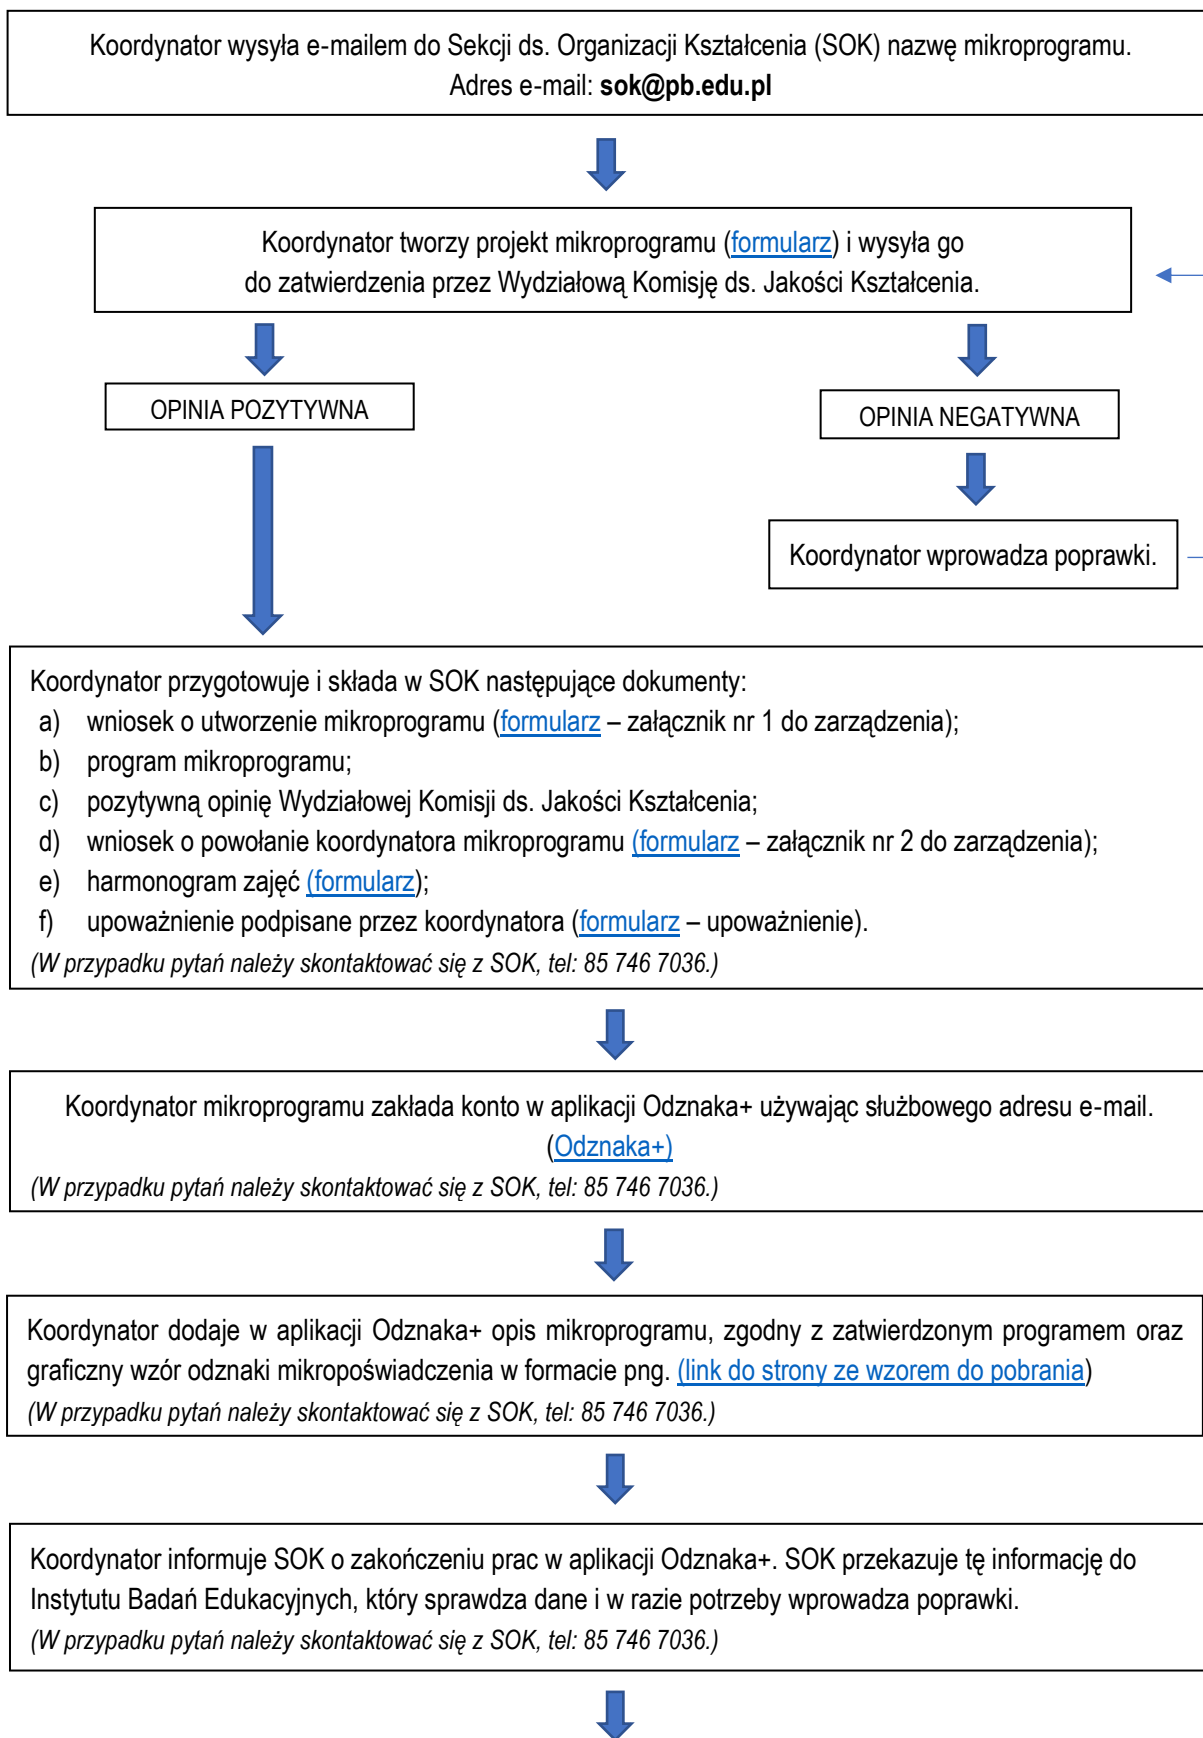 Koordynator wysyła e-mailem do Sekcji ds. Organizacji Kształcenia (SOK) nazwę mikroprogramu.
Adres e-mail: sok@pb.edu.pl
Koordynator tworzy projekt mikroprogramu (formularz) i wysyła go
do zatwierdzenia przez Wydziałową Komisję ds. Jakości Kształcenia.
OPINIA POZYTYWNA
OPINIA NEGATYWNA
Koordynator wprowadza poprawki.
Koordynator przygotowuje i składa w SOK następujące dokumenty:
a) wniosek o utworzenie mikroprogramu (formularz – załącznik nr 1 do zarządzenia);
b) program mikroprogramu;
c) pozytywną opinię Wydziałowej Komisji ds. Jakości Kształcenia;
d) wniosek o powołanie koordynatora mikroprogramu (formularz – załącznik nr 2 do zarządzenia);
e) harmonogram zajęć (formularz);
f) upoważnienie podpisane przez koordynatora (formularz – upoważnienie).
(W przypadku pytań należy skontaktować się z SOK, tel: 85 746 7036.)
Koordynator mikroprogramu zakłada konto w aplikacji Odznaka+ używając służbowego adresu e-mail.
(Odznaka+)
(W przypadku pytań należy skontaktować się z SOK, tel: 85 746 7036.)
Koordynator dodaje w aplikacji Odznaka+ opis mikroprogramu, zgodny z zatwierdzonym programem oraz
graficzny wzór odznaki mikropoświadczenia w formacie png. (link do strony ze wzorem do pobrania)
(W przypadku pytań należy skontaktować się z SOK, tel: 85 746 7036.)
Koordynator informuje SOK o zakończeniu prac w aplikacji Odznaka+. SOK przekazuje tę informację do
Instytutu Badań Edukacyjnych, który sprawdza dane i w razie potrzeby wprowadza poprawki.
(W przypadku pytań należy skontaktować się z SOK, tel: 85 746 7036.)